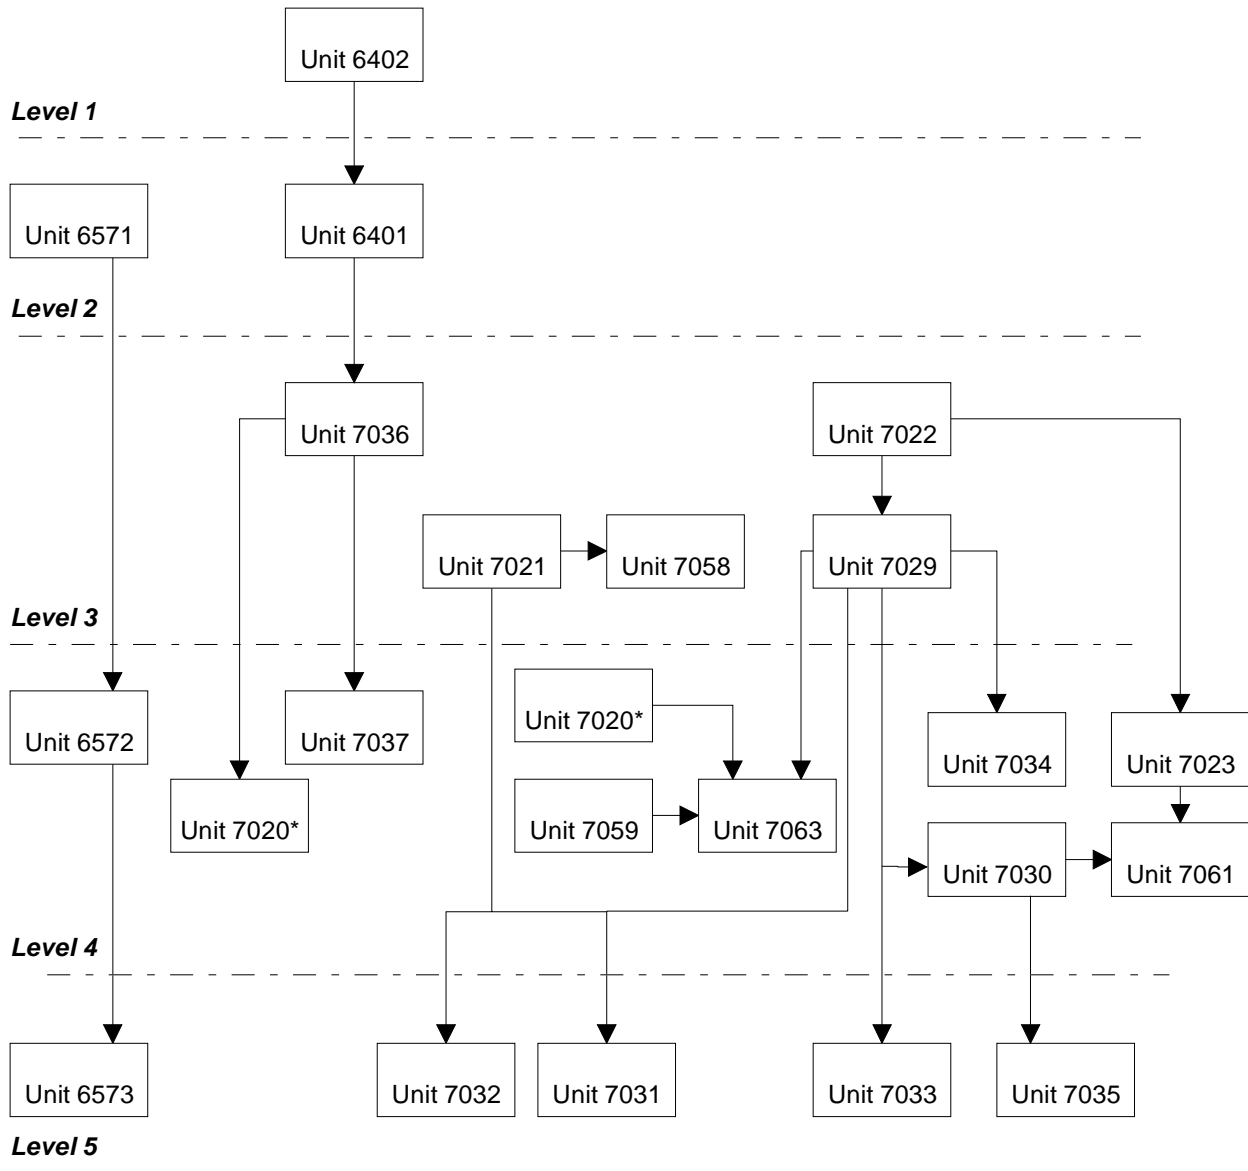 Unit 6402
Level 1
Unit 6571
Unit 6401
Level 2
Unit 7036
Unit 7022
Unit 7021
Unit 7058
Unit 7029
Level 3
Unit 7020*
Unit 6572
Unit 7037
Unit 7034
Unit 7023
Unit 7020*
Unit 7059
Unit 7063
Unit 7030
Unit 7061
Level 4
Unit 6573
Unit 7032
Unit 7031
Unit 7033
Unit 7035
Level 5